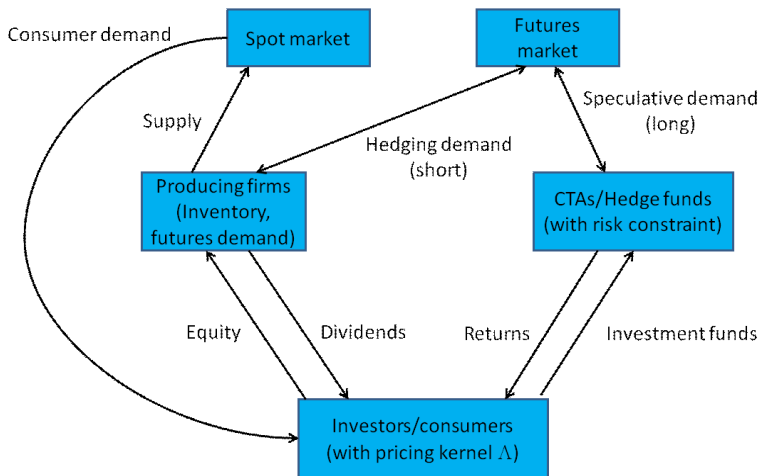 Consumer demand
Spot market
Futures
market
Supply
Speculative demand
(long)
Hedging demand
(short)
Producing firms
(Inventory,
futures demand)
CTAs/Hedge funds
(with risk constraint)
Equity
Dividends
Returns
Investment funds
Investors/consumers
(with pricing kernel Λ)